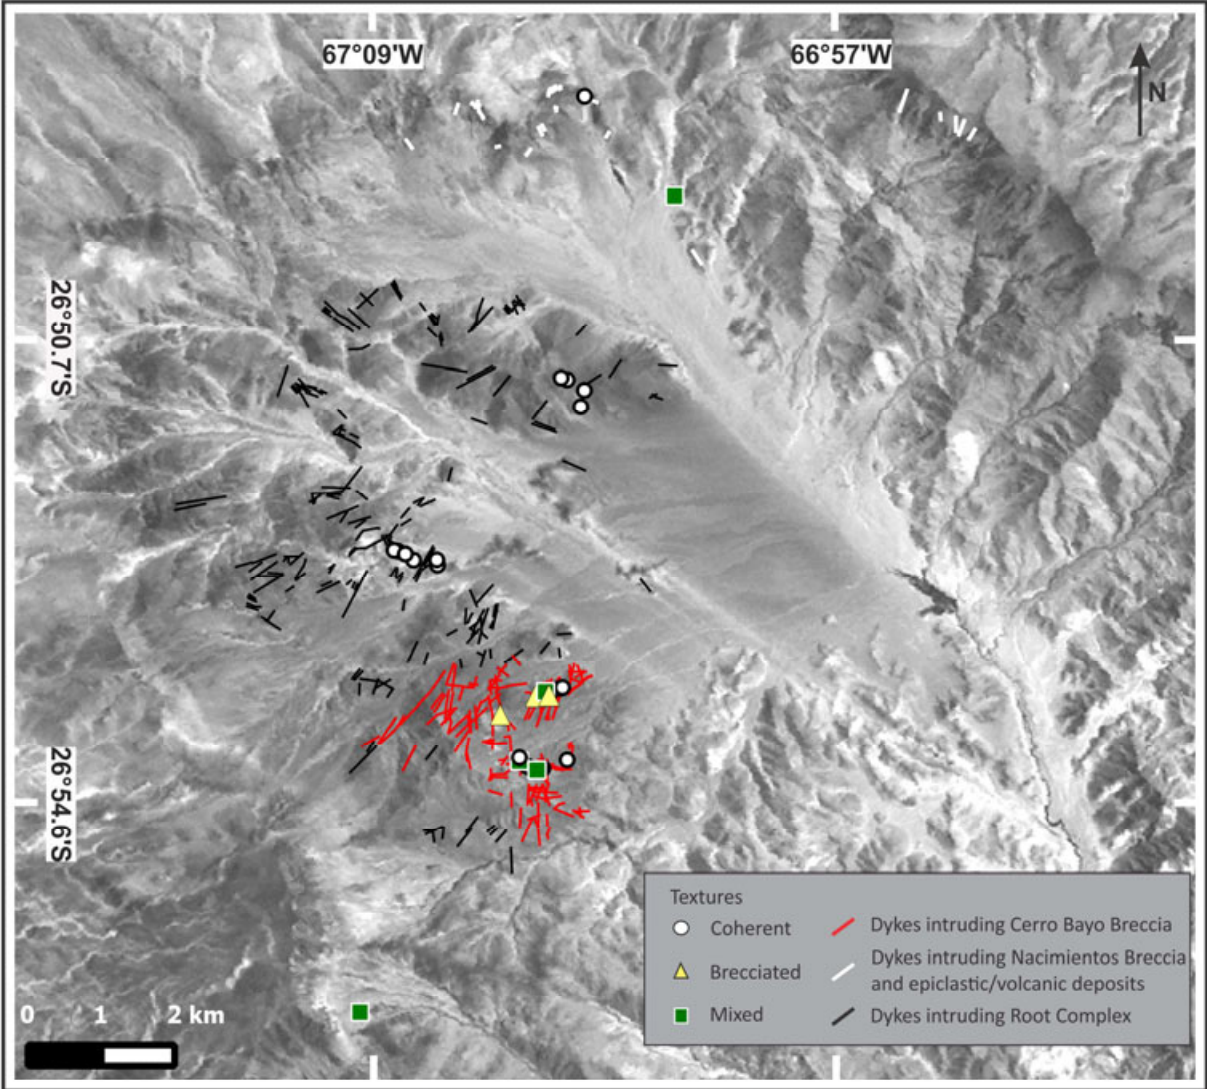 67°09'W
66°57'W
N
26°50.7'S
26°54.6'S
Textures
Coherent
Brecciated
Mixed
Dykes intruding Cerro Bayo Breccia
Dykes intruding Nacimientos Breccia
and epiclastic/volcanic deposits
Dykes intruding Root Complex
0 1 2 km